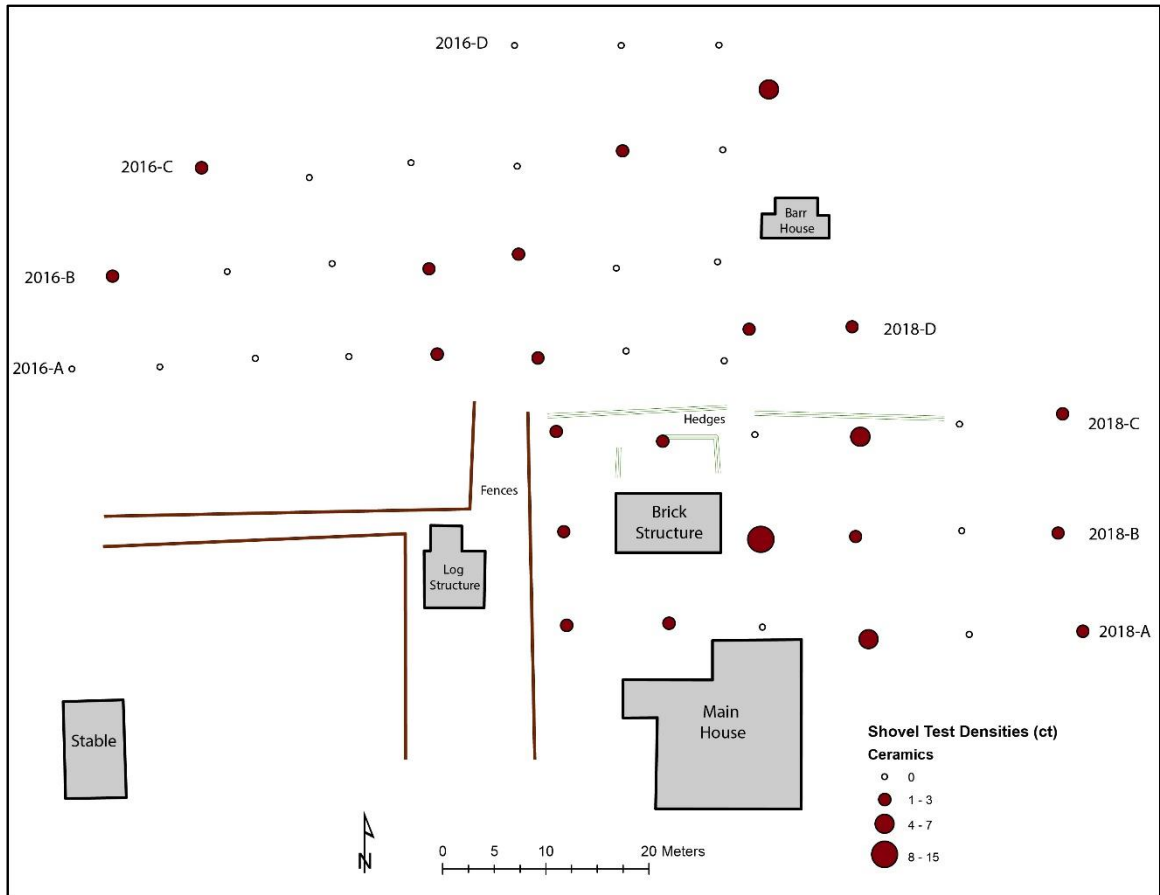 2016-D
2016-C
Barr
House
2016-B
2018-D
2016-A
Hedges
2018-C
Fences
Brick
Structure
2018-B
Log
Structure
2018-A
Main
House
Stable
Shovel Test Densities (ct)
Ceramics
0
1 - 3
4 - 7
8 - 15
N
0 5 10 20 Meters